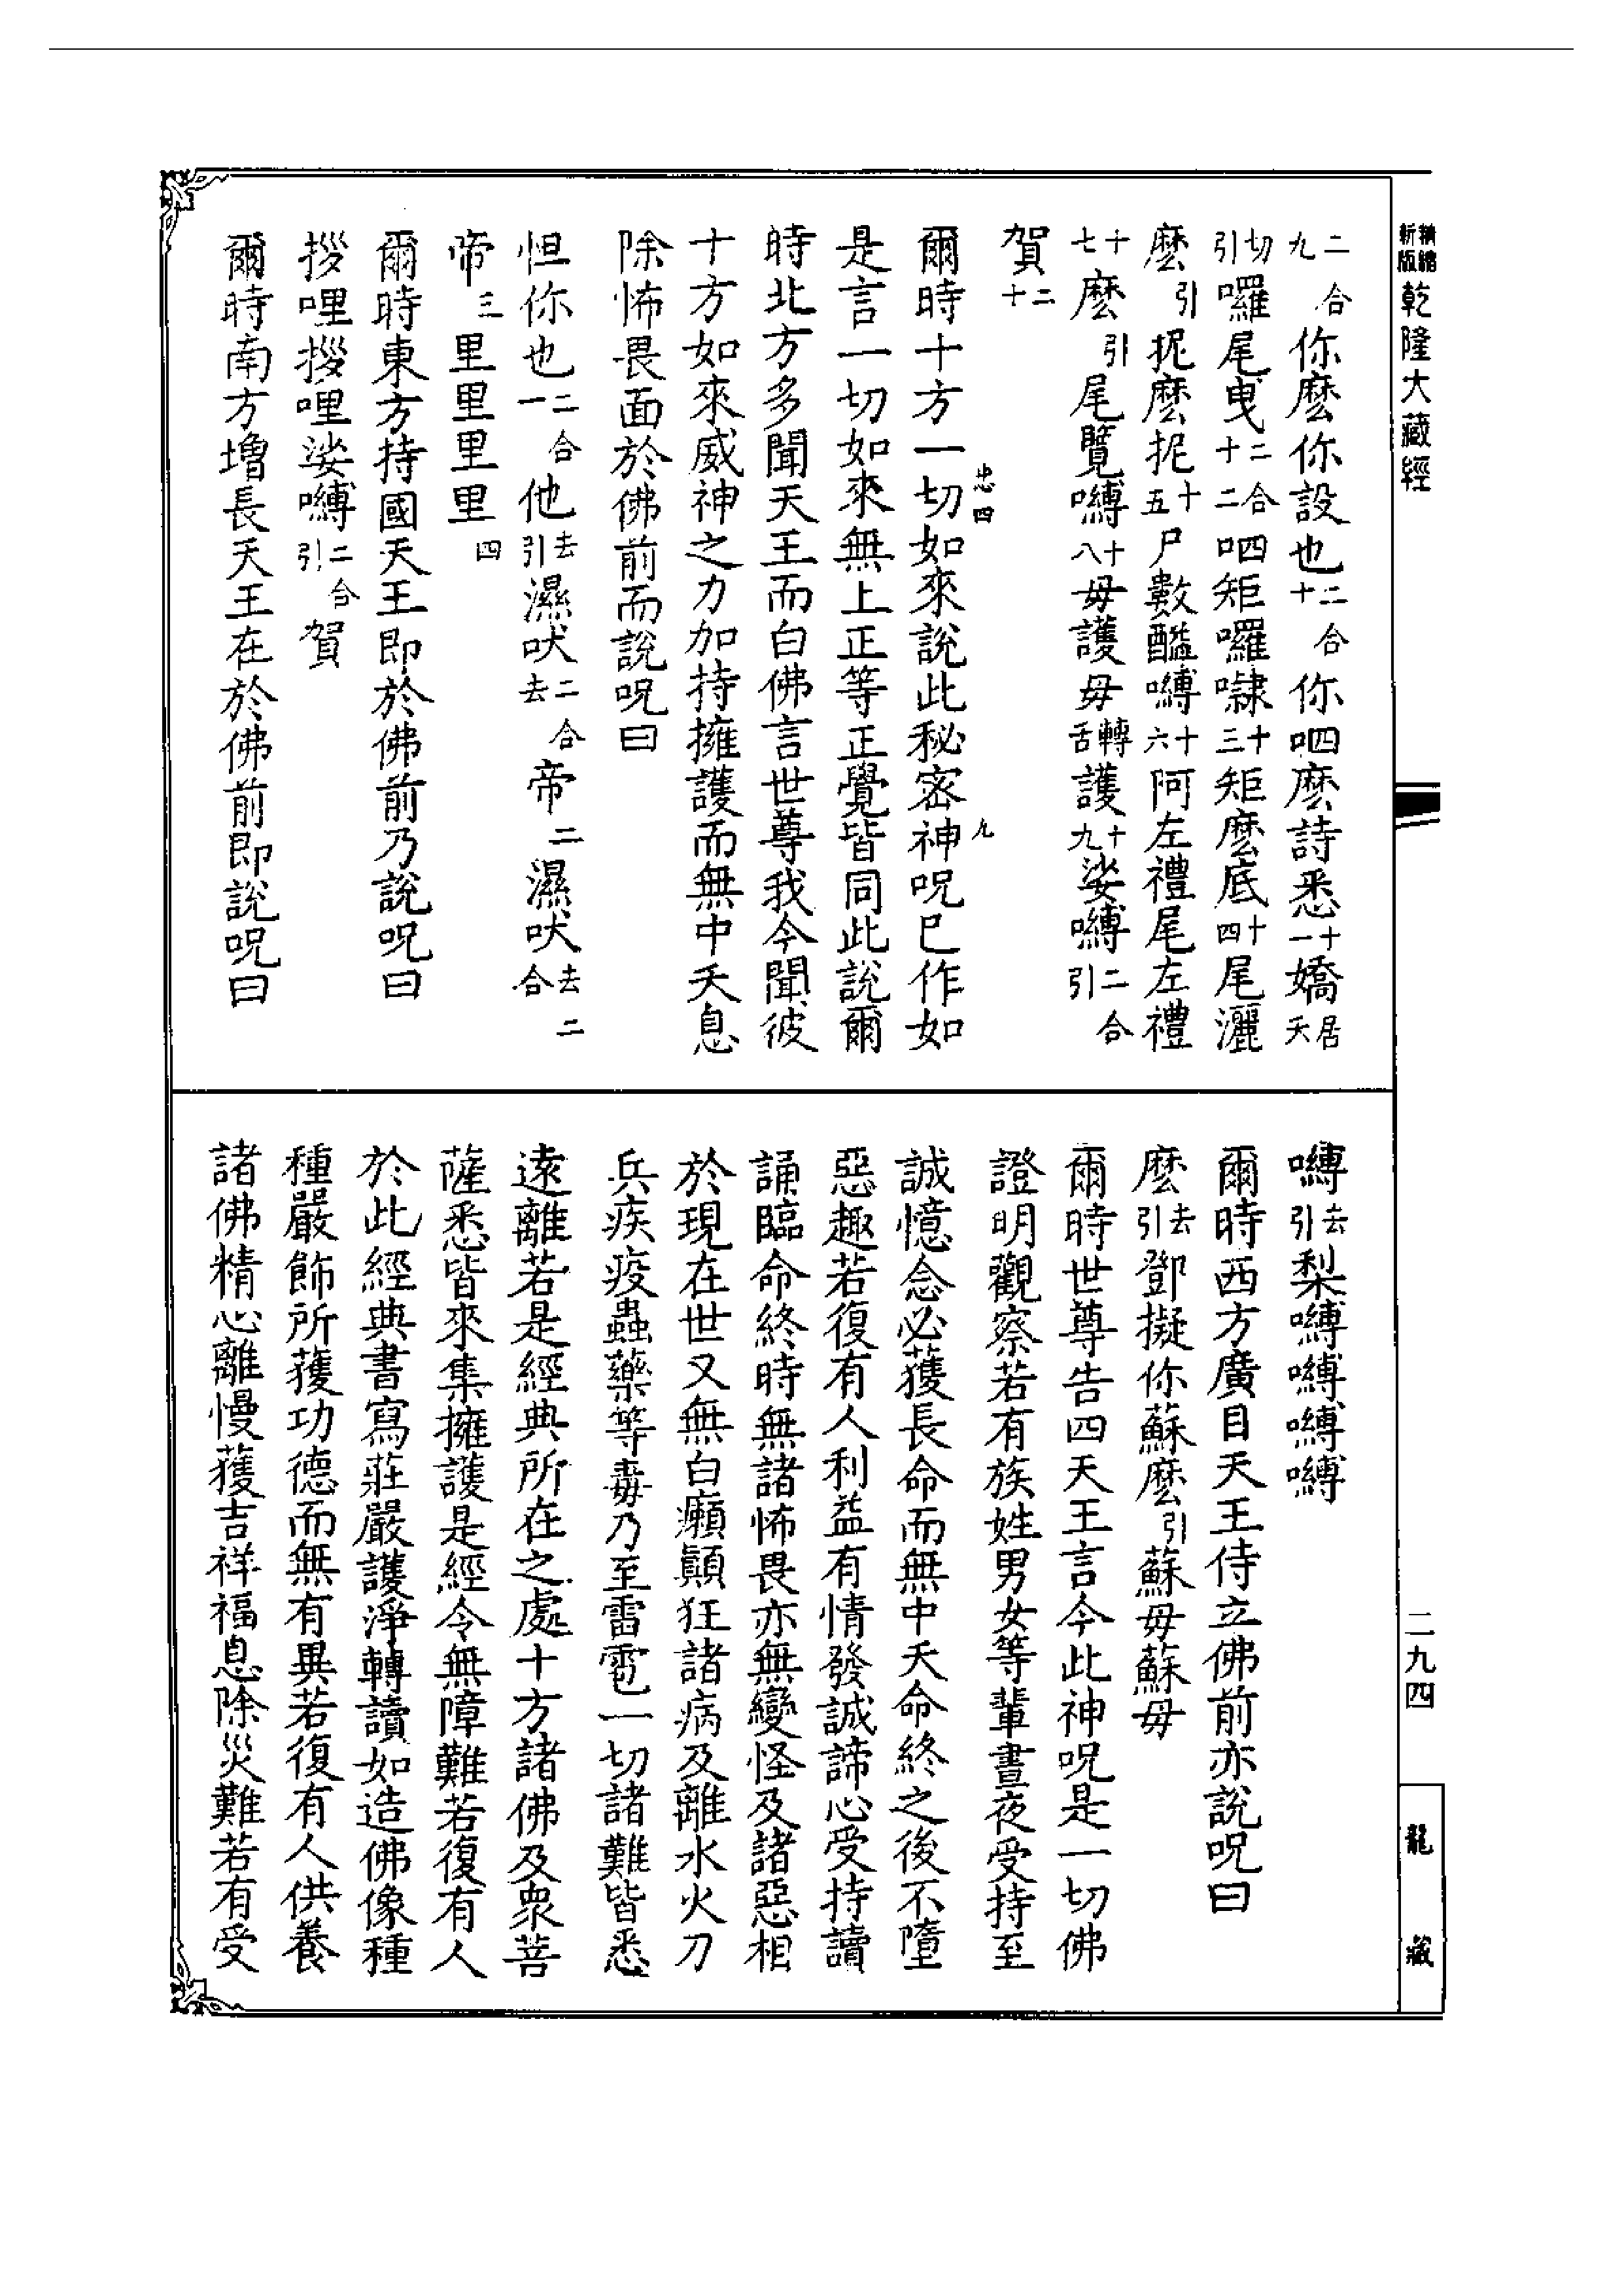 精縮新版乾隆大藏經
二合九你麼你設也二合十你呬麼詩悉十一嬌居天
切引囉尾曳二合十二呬矩囉㘑十三矩麼底十四尾灑
麼引抳麼抳十五尸數𨣲嚩十六阿左禮尾左禮
十七麼引尾覽嚩十八毋護毋轉舌護十九娑嚩二合引
賀二十
爾時十方一切如來說此秘密神呪巳作如
忠四 九
是言一切如來無上正等正覺皆同此說爾
時北方多聞天王而白佛言世尊我今聞彼
十方如來威神之力加持擁護而無中夭息
除怖畏面於佛前而說呪曰
怛你也二合一他去引濕吠二合去帝二濕吠去二合
帝三里里里里四
爾時東方持國天王即於佛前乃說呪曰
拶哩拶哩娑嚩二合引賀
爾時南方增長天王在於佛前即說呪曰
嚩去引梨嚩嚩嚩嚩
爾時西方廣目天王侍立佛前亦說呪曰
麼去引鄧擬你蘇麼引蘇毋蘇毋
爾時世尊告四天王言今此神呪是一切佛
證明觀察若有族姓男女等輩晝夜受持至
誠憶念必獲長命而無中夭命終之後不墮
惡趣若復有人利益有情發誠諦心受持讀
誦臨命終時無諸怖畏亦無變怪及諸惡相
於現在世又無白癩顛狂諸病及離水火刀
兵疾疫蟲藥等毒乃至雷雹一切諸難皆悉
遠離若是經典所在之處十方諸佛及衆菩
薩悉皆來集擁護是經令無障難若復有人
於此經典書寫莊嚴護淨轉讀如造佛像種
種嚴飾所獲功德而無有異若復有人供養
諸佛精心離慢獲吉祥福息除災難若有受
二九四
龍藏